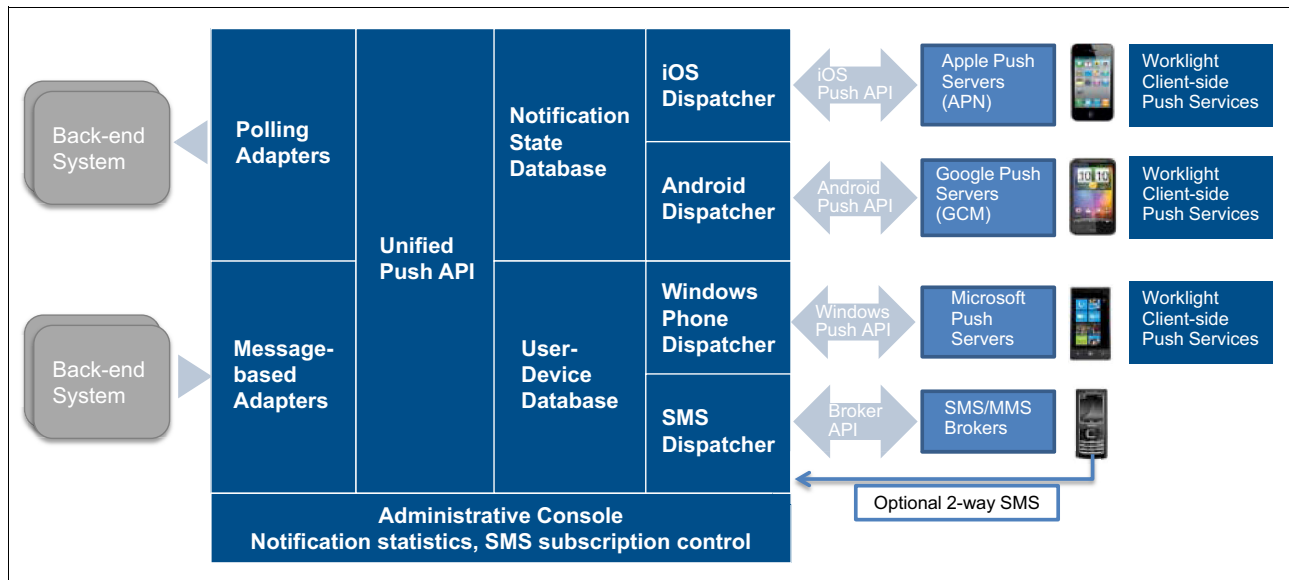 Back-end
System
Polling
Adapters
Back-end
System
Message-
based
Adapters
Unified
Push API
Notification
State
Database
User-
Device
Database
iOS
Dispatcher
iOS
Push API
Apple Push
Servers
(APN)
Worklight
Client-side
Push Services
Android
Dispatcher
Android
Push API
Google Push
Servers
(GCM)
10 10
Worklight
Client-side
Push Services
Windows
Phone
Dispatcher
Windows
Push API
Microsoft
Push
Servers
Worklight
Client-side
Push Services
SMS
Dispatcher
Broker
API
SMS/MMS
Brokers
Optional 2-way SMS
Administrative Console
Notification statistics, SMS subscription control